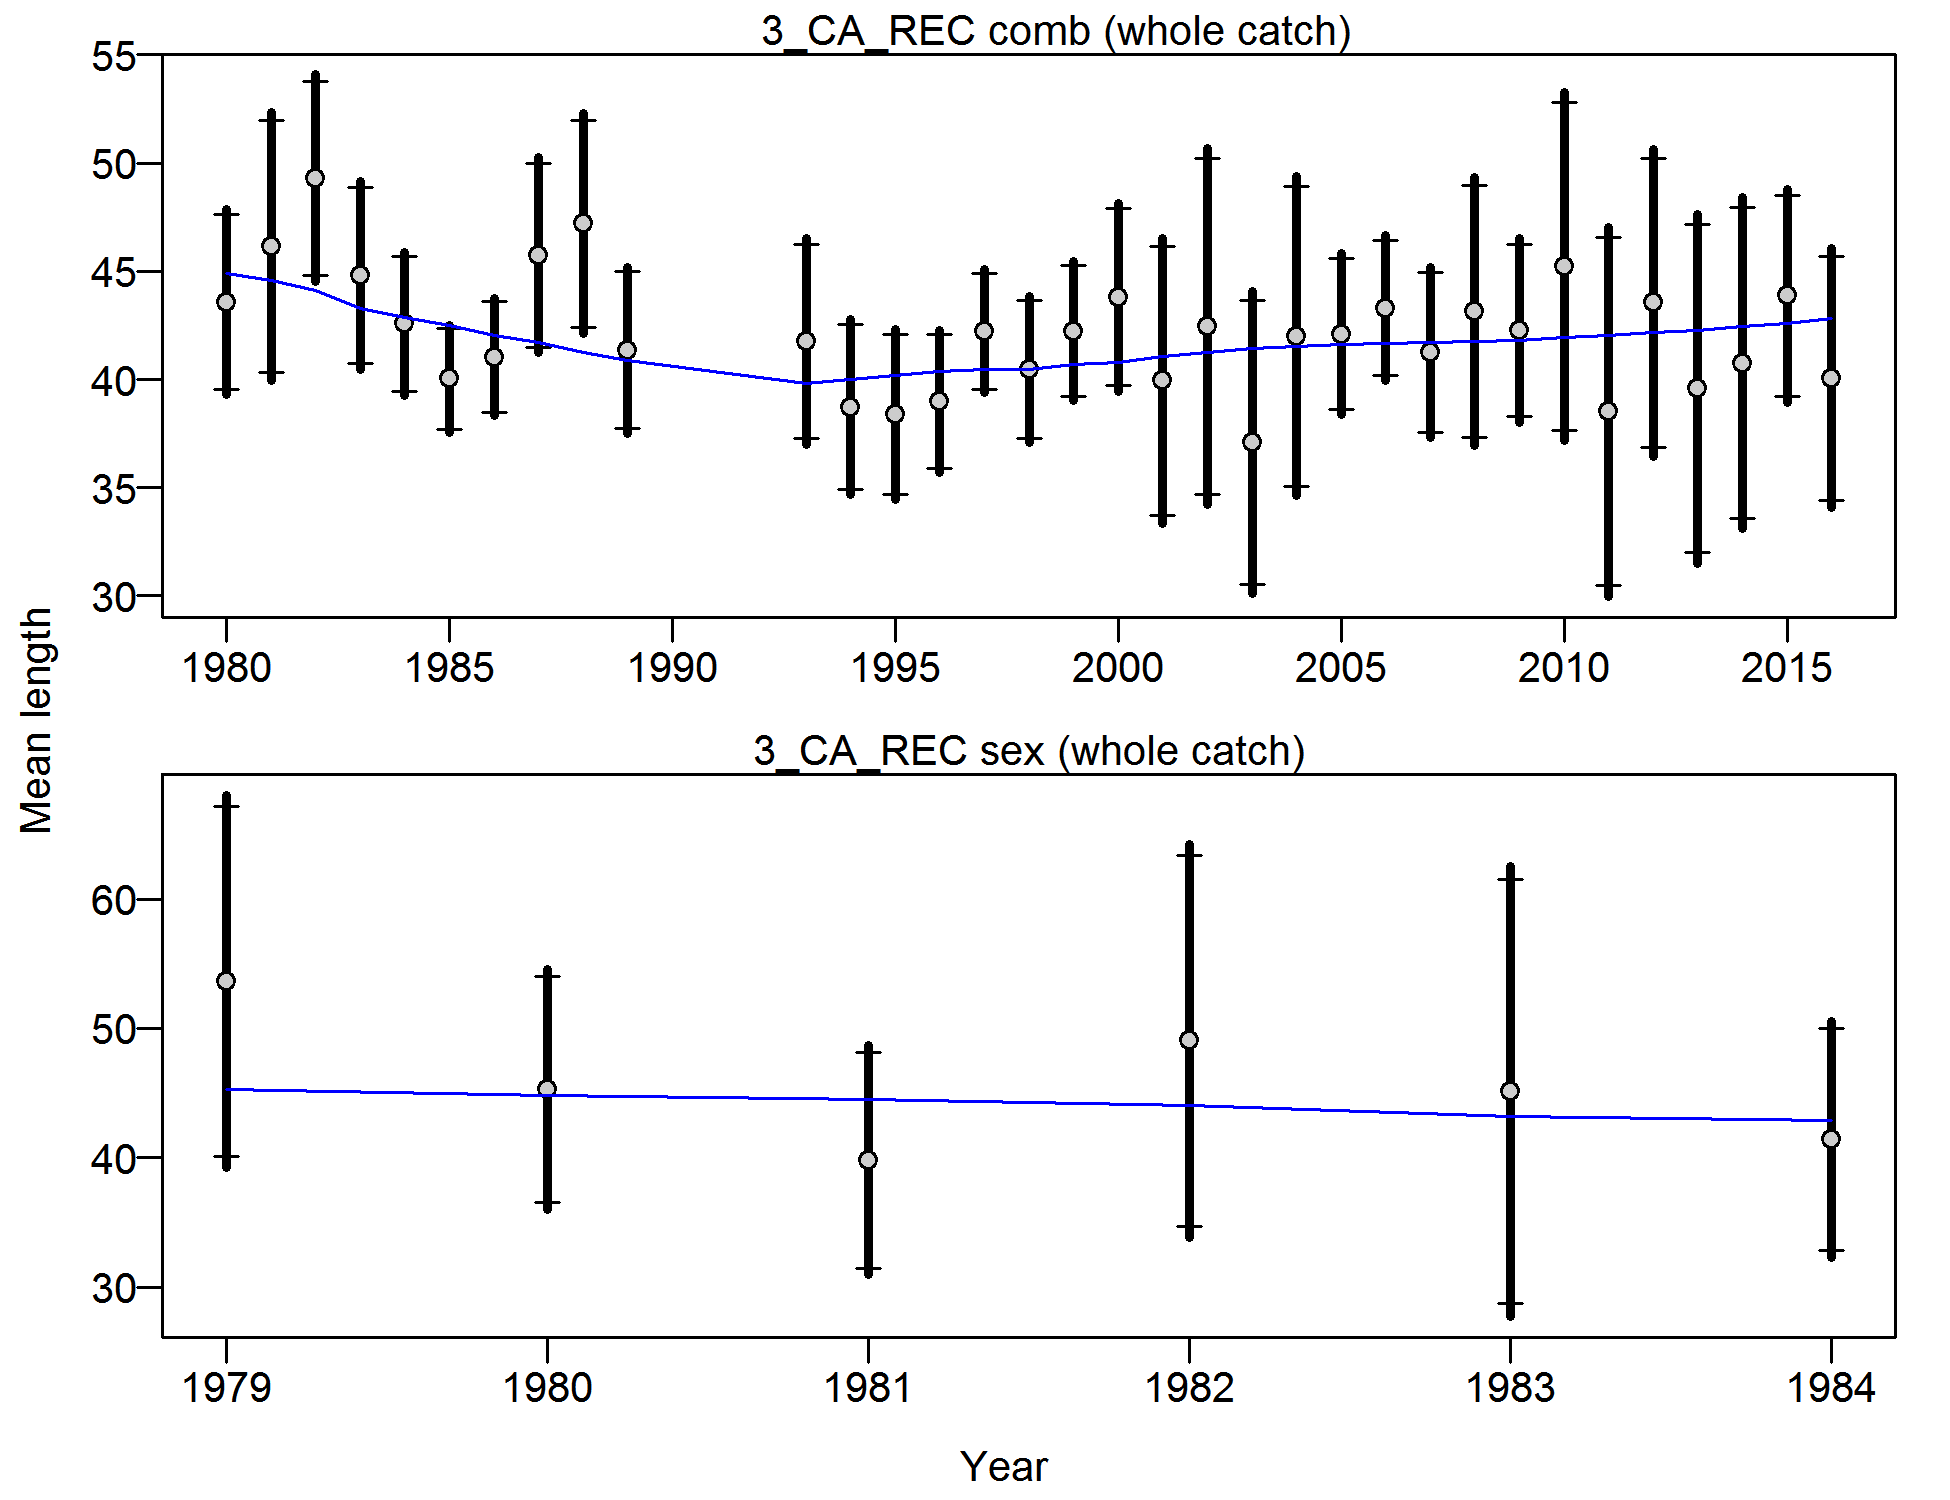 3_CA_REC comb (whole catch)
55
50
45
40
35
30
1980 1985 1990 1995 2000 2005 2010 2015
Mean length
3_CA_REC sex (whole catch)
60
50
40
30
1979 1980 1981 1982 1983 1984
Year